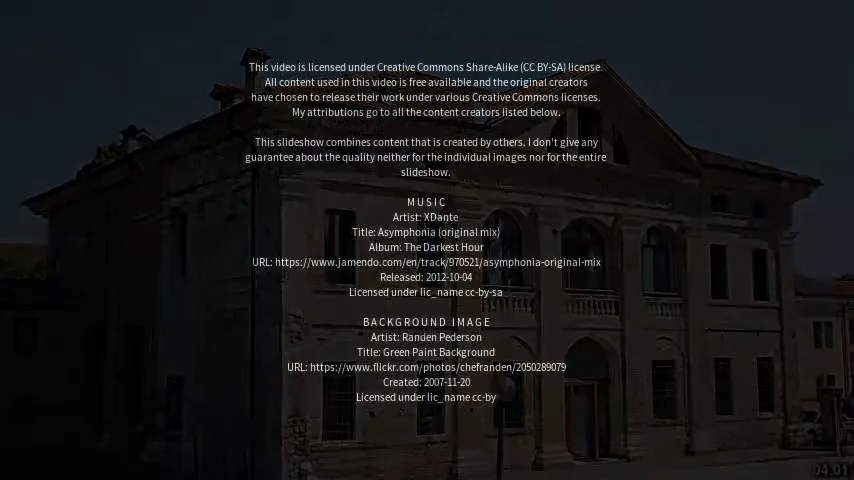 This video is licensed under Creative Commons Share-Alike (CC BY-SA) license.
All content used in this video is free available and the original creators
have chosen to release their work under various Creative Commons licenses.
My attributions go to all the content creators listed below.
This slideshow combines content that is created by others. I don't give any
guarantee about the quality neither for the individual images nor for the entire
slideshow.
MUSIC
Artist: XDante
Title: Asymphonia (original mix)
Album: The Darkest Hour
URL: https://www.jamendo.com/en/track/970521/asymphonia-original-mix
Released: 2012-10-04
Licensed under lic_name cc-by-sa
BACKGROUND IMAGE
Artist: Randen Pederson
Title: Green Paint Background
URL: https://www.flickr.com/photos/chefranden/2050289079
Created: 2007-11-20
Licensed under lic_name cc-by
04.01